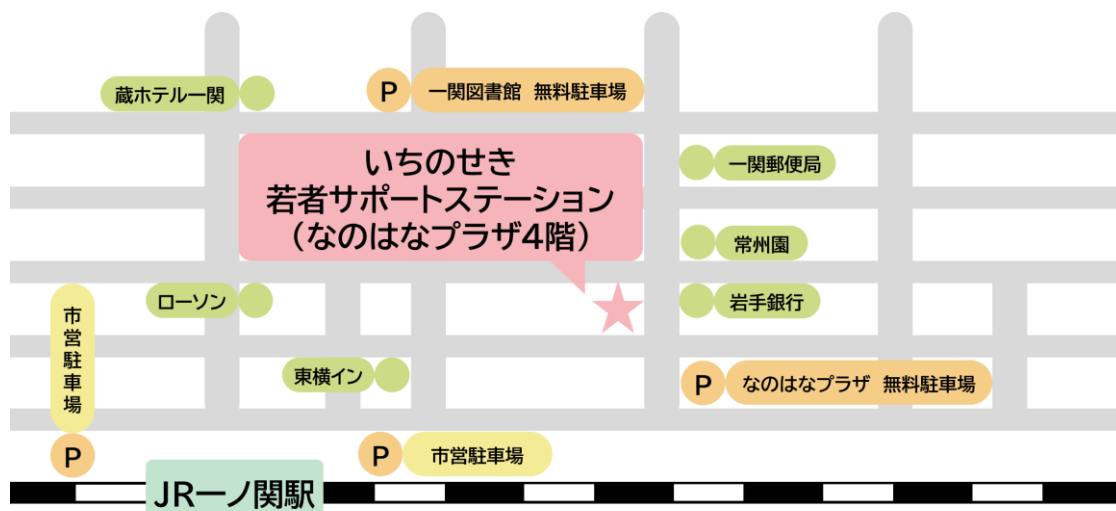 蔵ホテル一関
P
一関図書館 無料駐車場
いちのせき
若者サポートステーション
（なのはなプラザ4階）
一関郵便局
常州園
ローソン
岩手銀行
市営駐車場
P
東横イン
P
なのはなプラザ 無料駐車場
P
市営駐車場
JR一ノ関駅